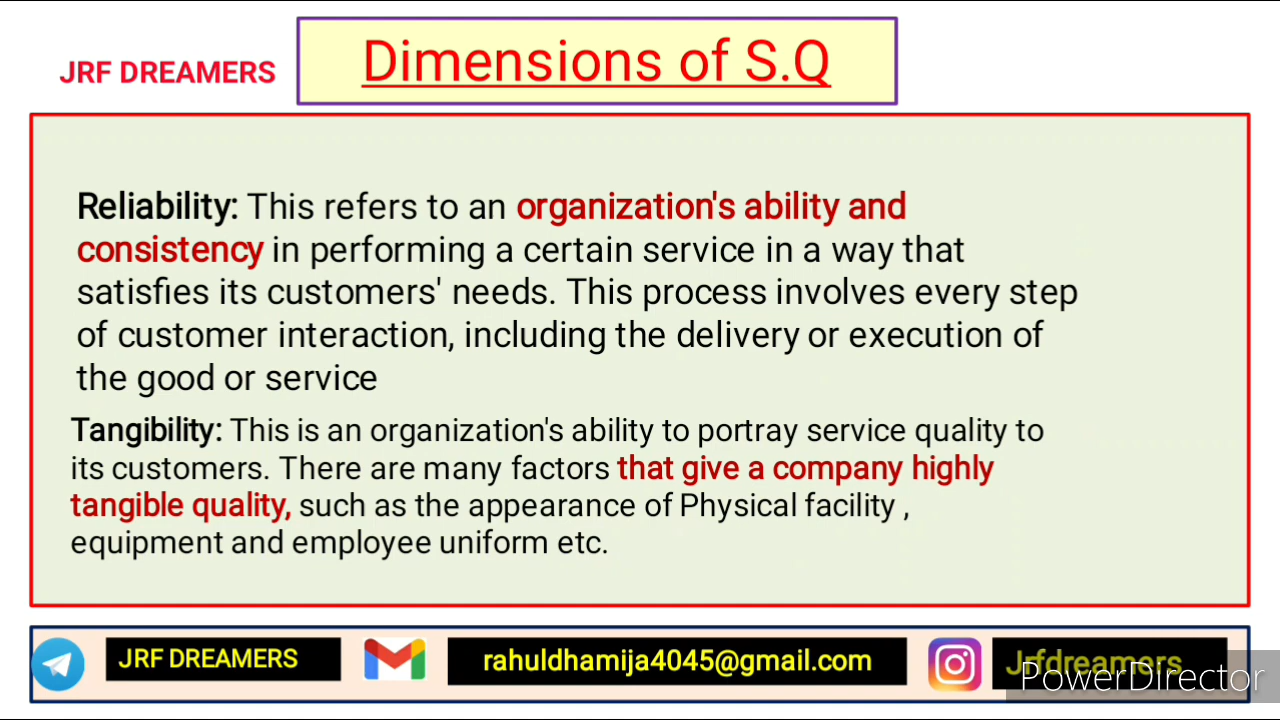 JRF DREAMERS
Dimensions of S.Q
Reliability: This refers to an organization's ability and
consistency in performing a certain service in a way that
satisfies its customers' needs. This process involves every step
of customer interaction, including the delivery or execution of
the good or service
Tangibility: This is an organization's ability to portray service quality to
its customers. There are many factors that give a company highly
tangible quality, such as the appearance of Physical facility ,
equipment and employee uniform etc.
JRF DREAMERS
rahuldhamija4045@gmail.com
Jrfdreamers
PowerDirector